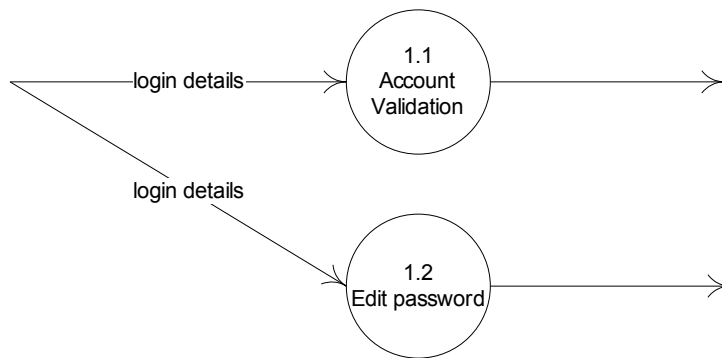 login details
1.1
Account
Validation
login details
1.2
Edit password